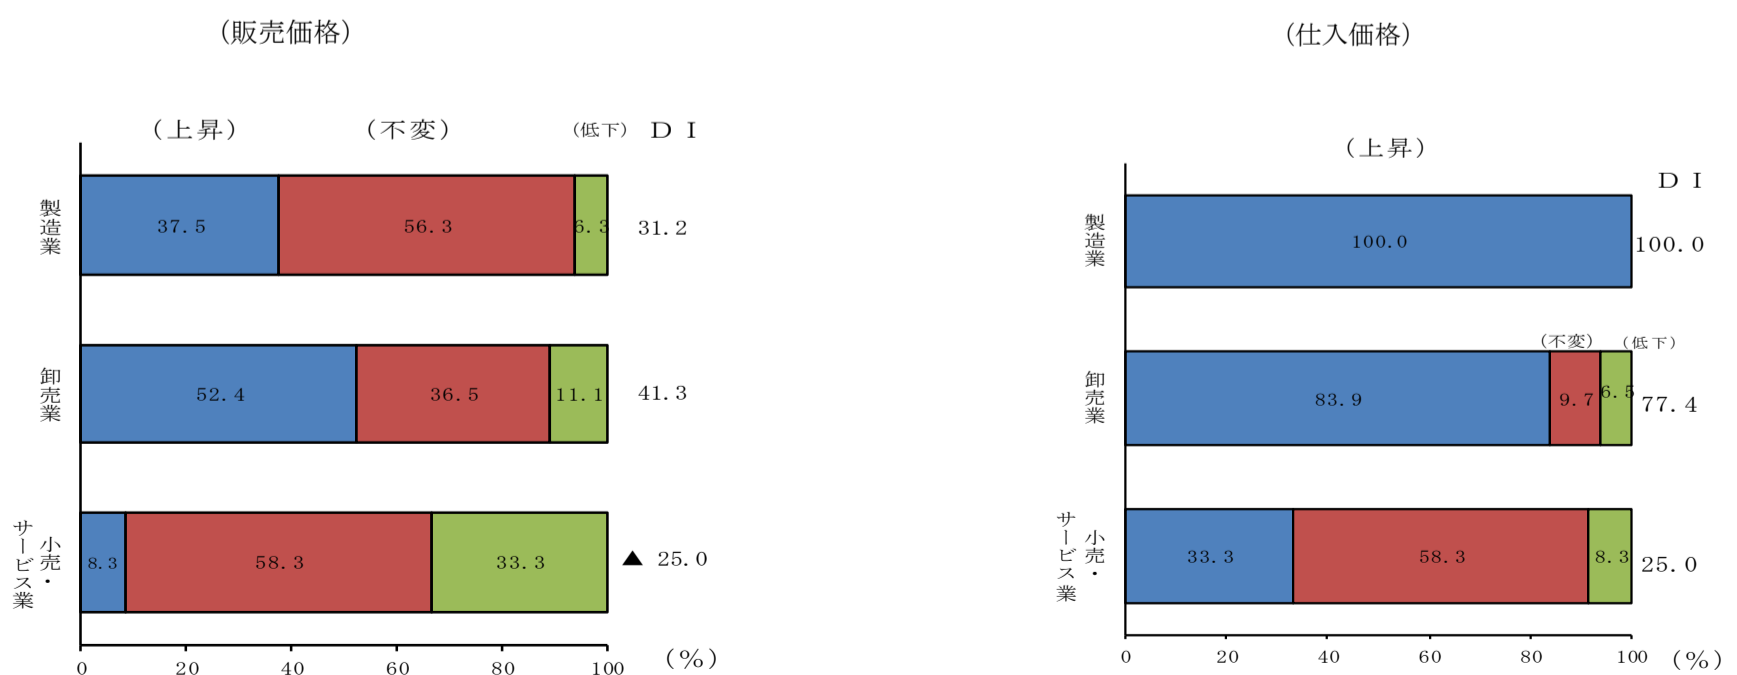 （販売価格）
（上昇）
（不変）
（低下）
ＤＩ
製造業
37.5
56.3
6.3
31.2
卸売業
52.4
36.5
11.1
41.3
小売・
サービス業
8.3
58.3
33.3
▲ 25.0
0
20
40
60
80
100
（％）
（仕入価格）
（上昇）
ＤＩ
製造業
100.0
100.0
（不変）
（低下）
卸売業
83.9
9.7
6.5
77.4
小売・
サービス業
33.3
58.3
8.3
25.0
0
20
40
60
80
100
（％）